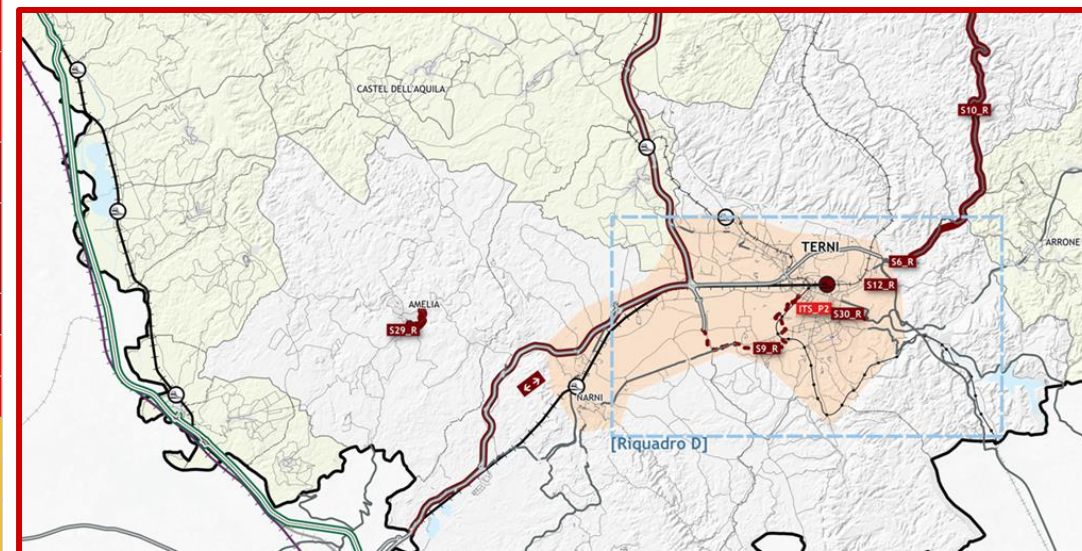 CASTEL DELL'AQUILA
S10_R
TERNI
ARRONE
S6_R
S12_R
AMELIA
ITS_P2
S30_R
S29_R
S9_R
NARNI
[Riquadro D]